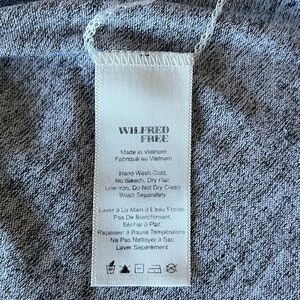 WILFRED
FREE
Made in Vietnam
Fabriqué au Vietnam
Hand Wash Cold,
No Bleach, Dry Flat,
Low Iron, Do Not Dry Clean
Wash Separately
Laver à La Main à L'eau Froide
Pas De Blanchiment,
Sécher à Plat,
Repasser à Basse Température
Ne Pas Nettoyer à Sec
Laver Séparement